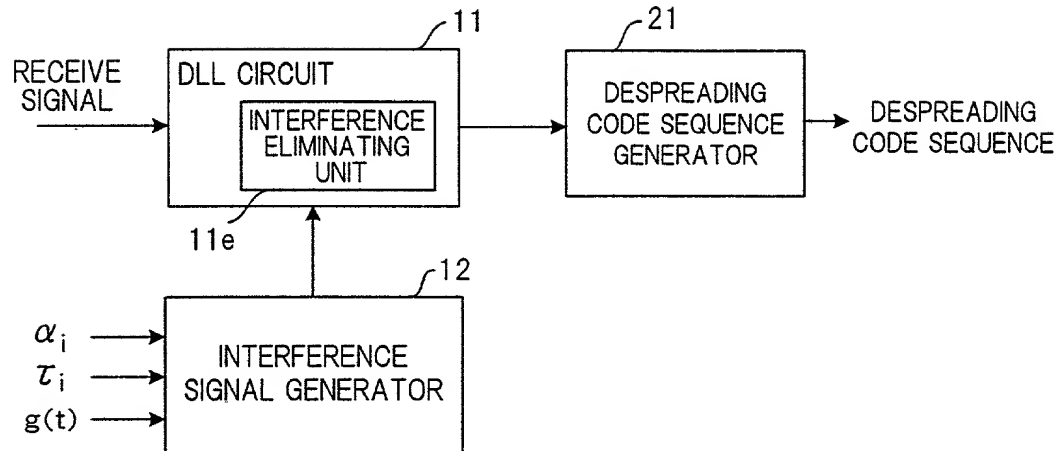 11
21
RECEIVE
SIGNAL
DLL CIRCUIT
INTERFERENCE
ELIMINATING
UNIT
DESPREADING
CODE SEQUENCE
GENERATOR
DESPREADING
CODE SEQUENCE
11e
12
αi
τi
g(t)
INTERFERENCE
SIGNAL GENERATOR